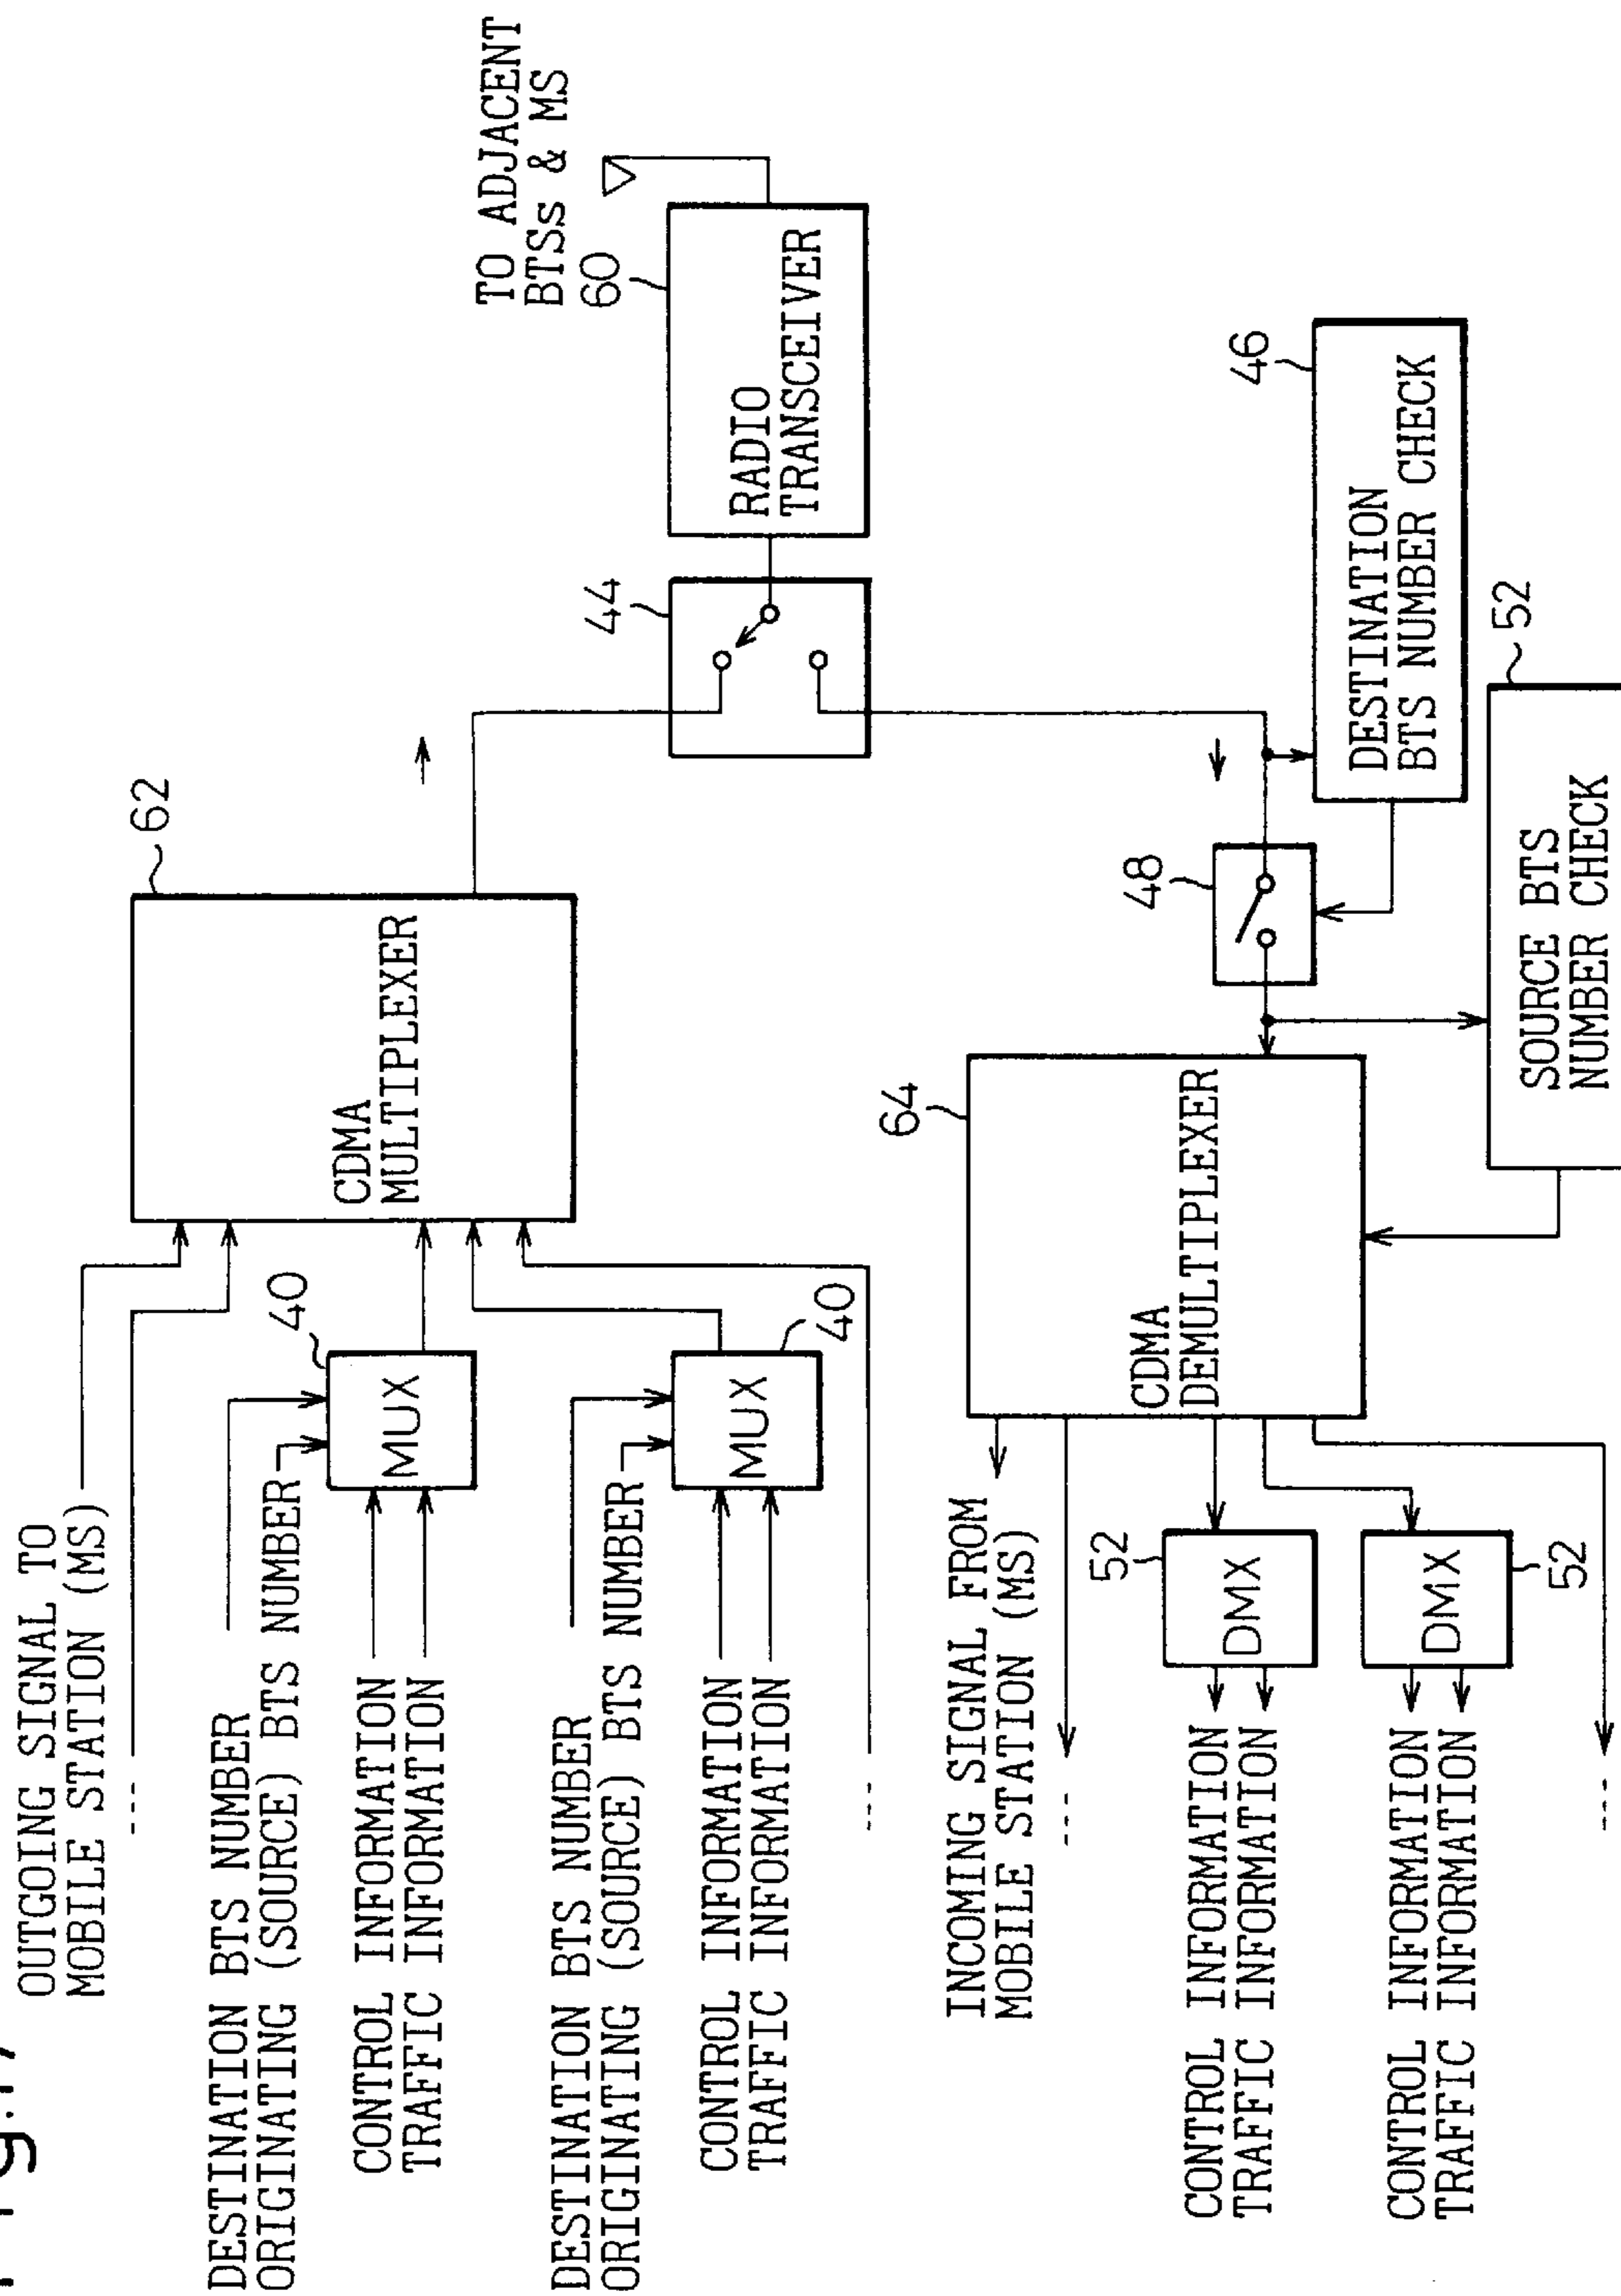 OUTGOING SIGNAL TO
MOBILE STATION (MS)
DESTINATION BTS NUMBER
ORIGINATING (SOURCE) BTS NUMBER
CONTROL INFORMATION
TRAFFIC INFORMATION
40
MUX
DESTINATION BTS NUMBER
ORIGINATING (SOURCE) BTS NUMBER
CONTROL INFORMATION
TRAFFIC INFORMATION
MUX
40
62
CDMA
MULTIPLEXER
44
TO ADJACENT
BTSs & MS
60
RADIO
TRANSCEIVER
INCOMING SIGNAL FROM
MOBILE STATION (MS)
CONTROL INFORMATION
TRAFFIC INFORMATION
52
DMX
CONTROL INFORMATION
TRAFFIC INFORMATION
DMX
52
64
CDMA
DEMULTIPLEXER
48
46
DESTINATION
BTS NUMBER CHECK
52
SOURCE BTS
NUMBER CHECK